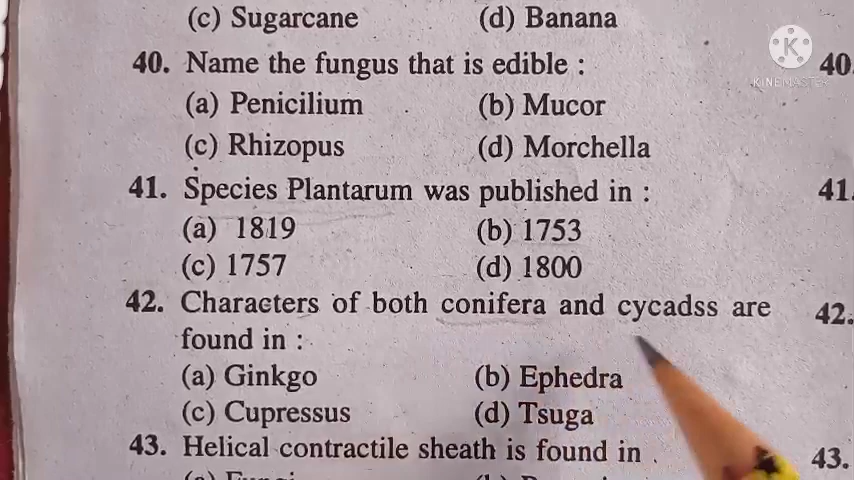 (c) Sugarcane (d) Banana
40. Name the fungus that is edible : 40.
(a) Penicilium (b) Mucor
(c) Rhizopus (d) Morchella
41. Species Plantarum was published in : 41.
(a) 1819 (b) 1753
(c) 1757 (d) 1800
42. Characters of both conifera and cycadss are 42.
found in :
(a) Ginkgo (b) Ephedra
(c) Cupressus (d) Tsuga
43. Helical contractile sheath is found in 43.
K
KINEMASTER